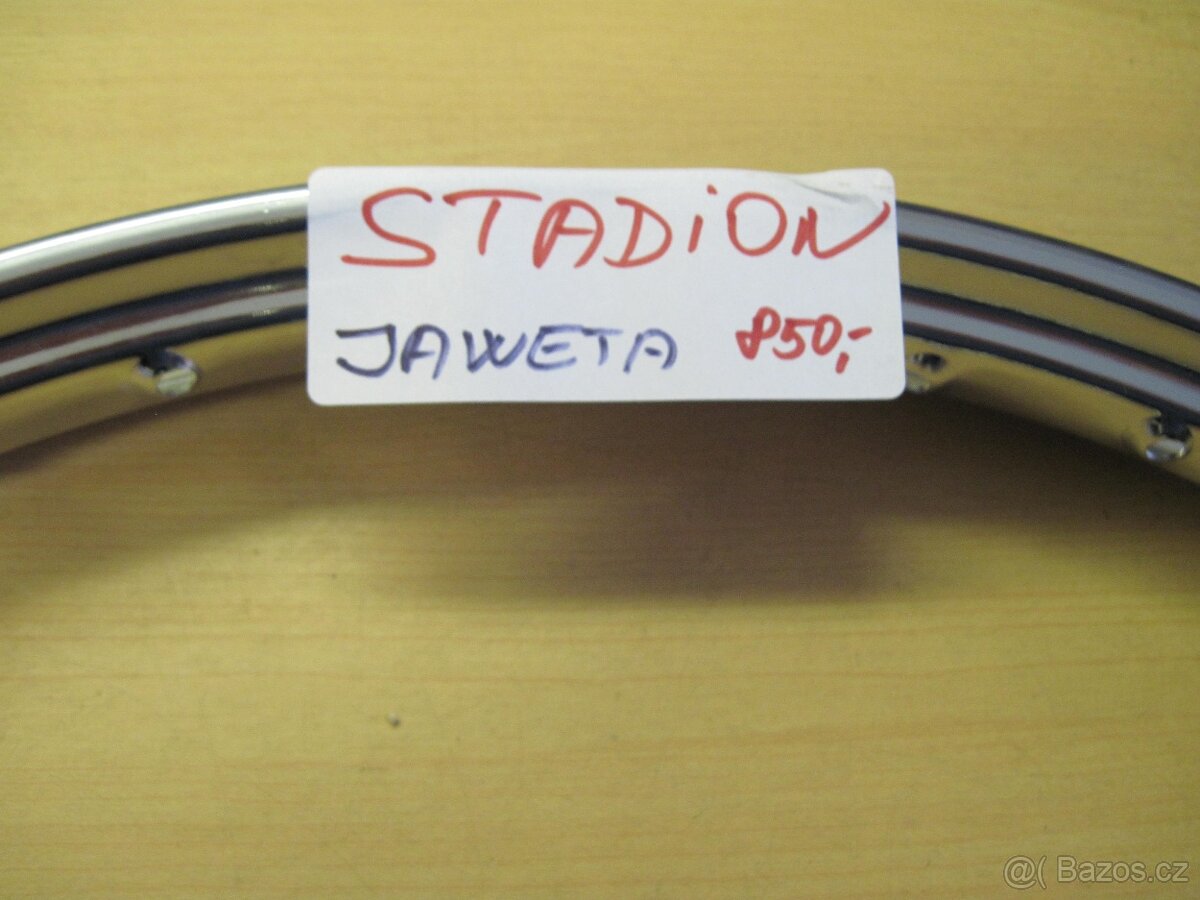 STADiON
JAWETA 850,-
@( Bazos.cz